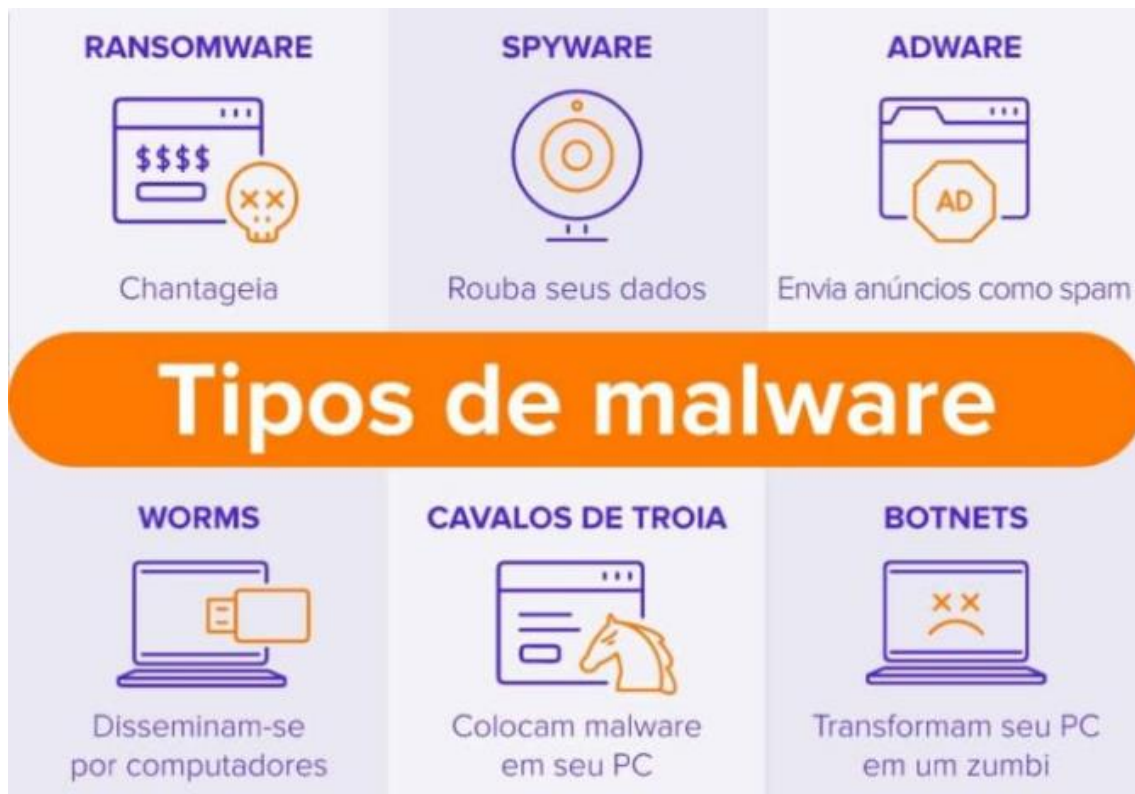 RANSOMWARE
SPYWARE
ADWARE
$$$$
AD
Chantageia
Rouba seus dados
Envia anúncios como spam
Tipos de malware
WORMS
CAVALOS DE TROIA
BOTNETS
Disseminam-se
por computadores
Colocam malware
em seu PC
Transformam seu PC
em um zumbi